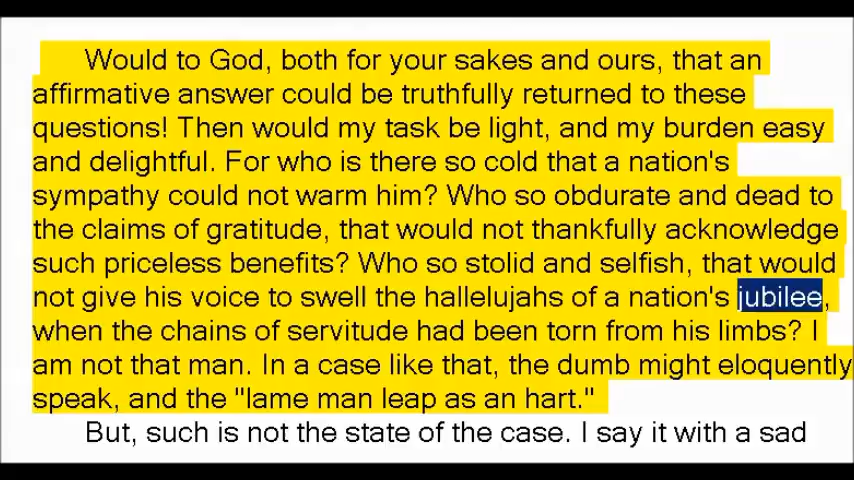 Would to God, both for your sakes and ours, that an
affirmative answer could be truthfully returned to these
questions! Then would my task be light, and my burden easy
and delightful. For who is there so cold that a nation's
sympathy could not warm him? Who so obdurate and dead to
the claims of gratitude, that would not thankfully acknowledge
such priceless benefits? Who so stolid and selfish, that would
not give his voice to swell the hallelujahs of a nation's jubilee,
when the chains of servitude had been torn from his limbs? I
am not that man. In a case like that, the dumb might eloquently
speak, and the "lame man leap as an hart."
But, such is not the state of the case. I say it with a sad